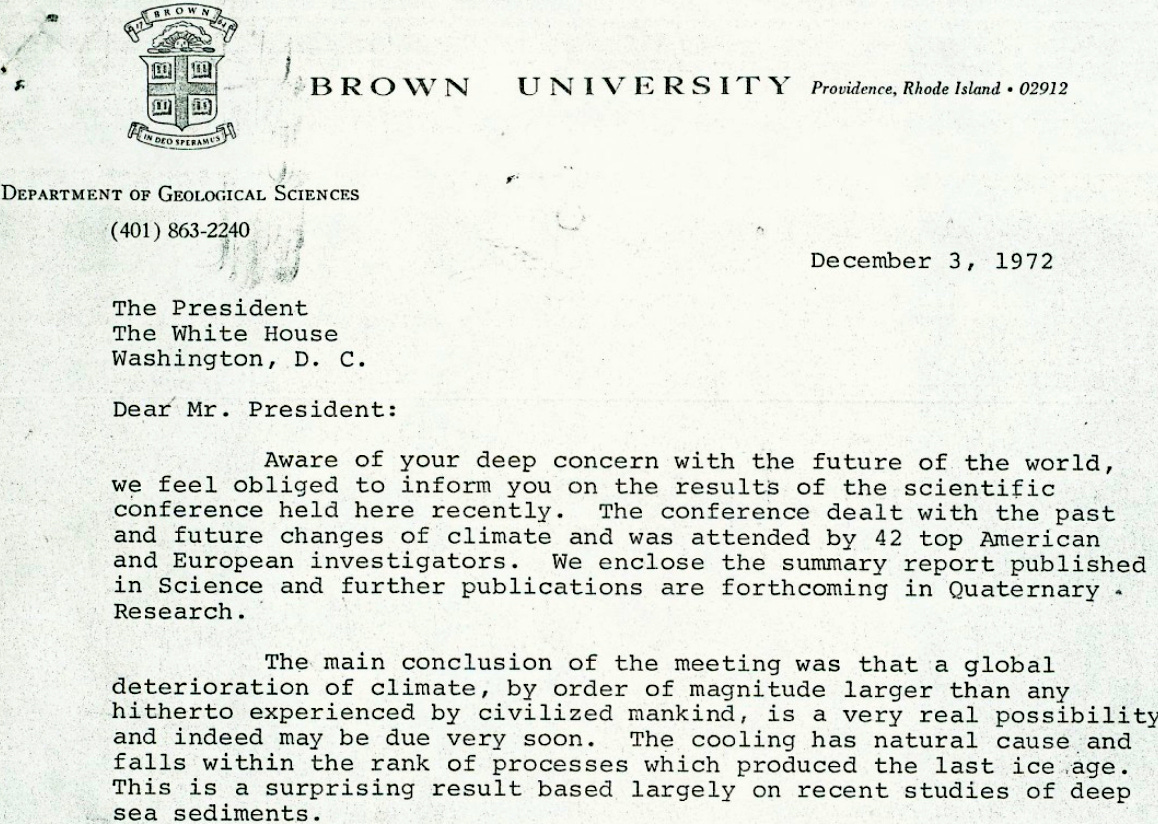 BROWN
17 64
IN DEO SPERAMUS
BROWN UNIVERSITY Providence, Rhode Island • 02912
DEPARTMENT OF GEOLOGICAL SCIENCES
(401) 863-2240
December 3, 1972
The President
The White House
Washington, D. C.
Dear Mr. President:
Aware of your deep concern with the future of the world,
we feel obliged to inform you on the results of the scientific
conference held here recently. The conference dealt with the past
and future changes of climate and was attended by 42 top American
and European investigators. We enclose the summary report published
in Science and further publications are forthcoming in Quaternary
Research.
The main conclusion of the meeting was that a global
deterioration of climate, by order of magnitude larger than any
hitherto experienced by civilized mankind, is a very real possibility
and indeed may be due very soon. The cooling has natural cause and
falls within the rank of processes which produced the last ice age.
This is a surprising result based largely on recent studies of deep
sea sediments.